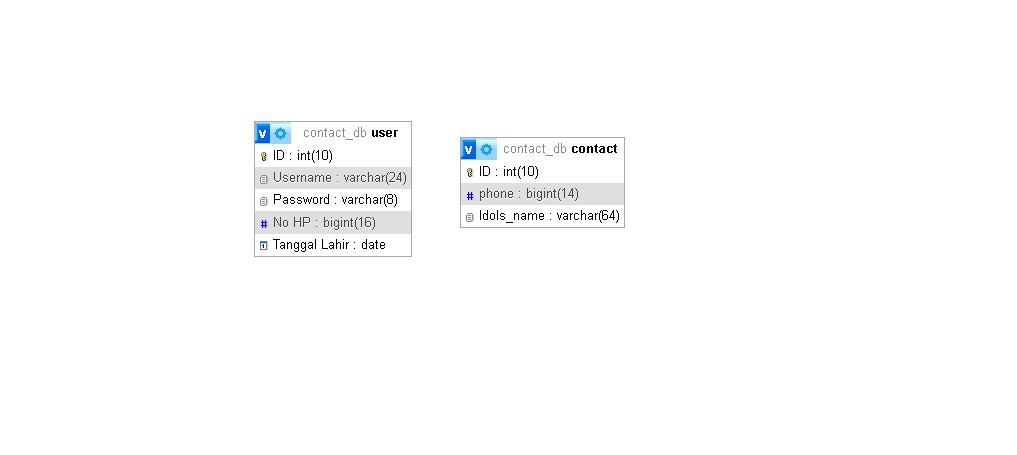 v contact_db user
ID : int(10)
Username : varchar(24)
Password : varchar(8)
# No HP : bigint(16)
Tanggal Lahir : date
v contact_db contact
ID : int(10)
# phone : bigint(14)
Idols_name : varchar(64)